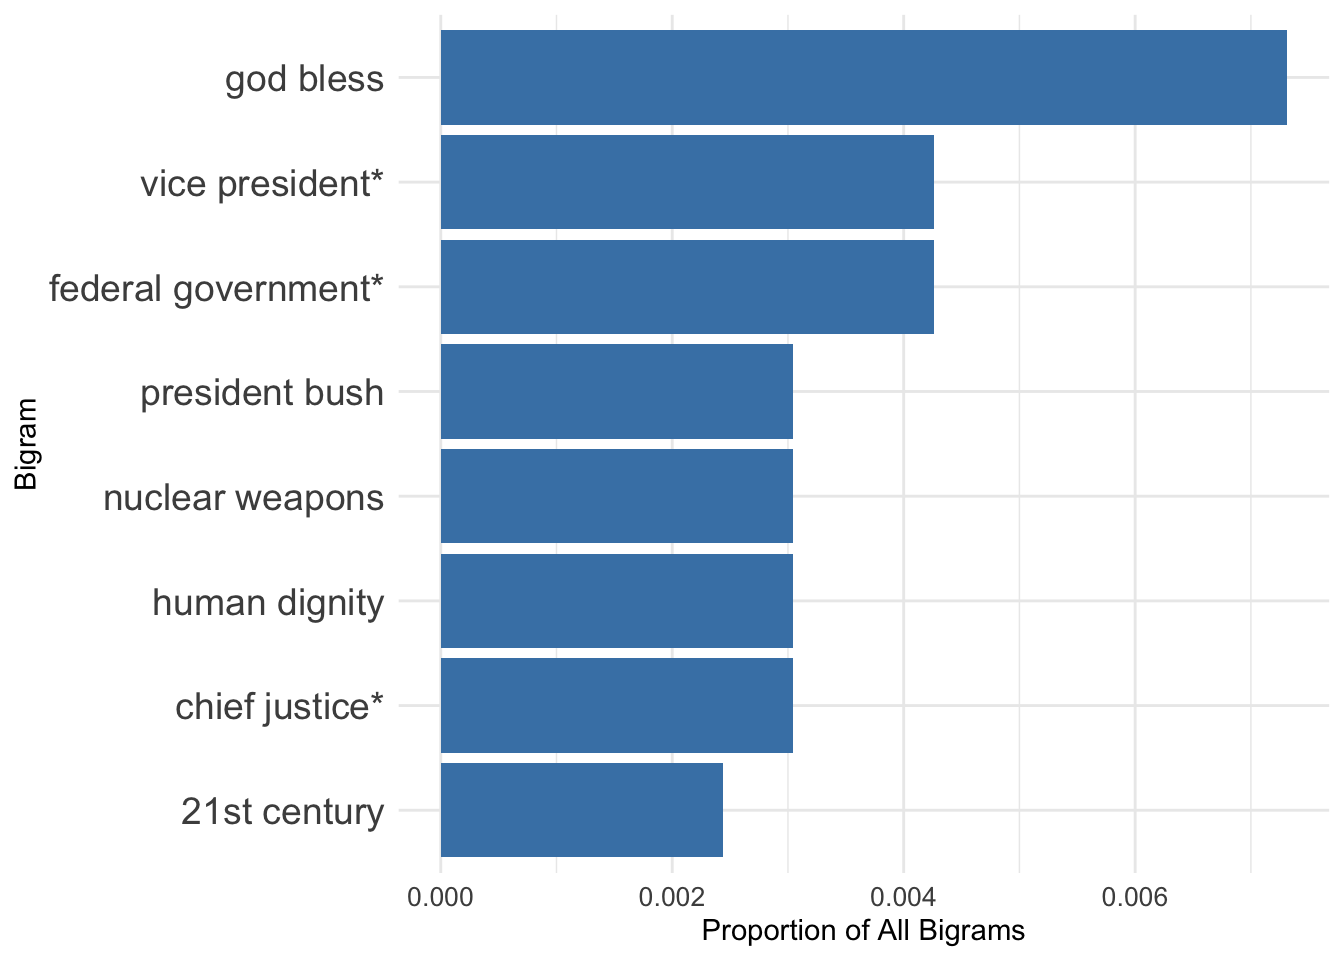 god bless
vice president*
federal government*
president bush
nuclear weapons
human dignity
chief justice*
21st century
Bigram
0.000 0.002 0.004 0.006
Proportion of All Bigrams